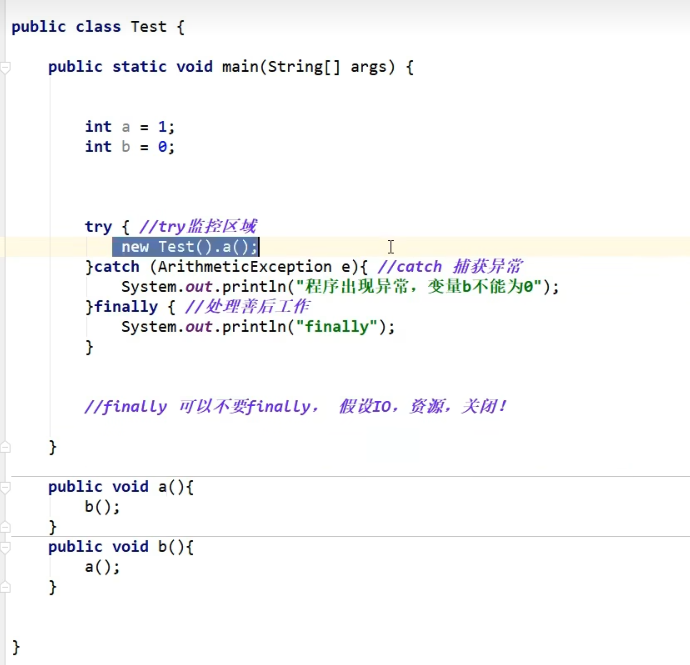 public class Test {
public static void main(String[] args) {
int a = 1;
int b = 0;
try { //try监控区域
new Test().a();
}catch (ArithmeticException e){ //catch 捕获异常
System.out.println("程序出现异常，变量b不能为0");
}finally { //处理善后工作
System.out.println("finally");
}
//finally 可以不要finally， 假设IO，资源，关闭！
}
public void a(){
b();
}
public void b(){
a();
}
}